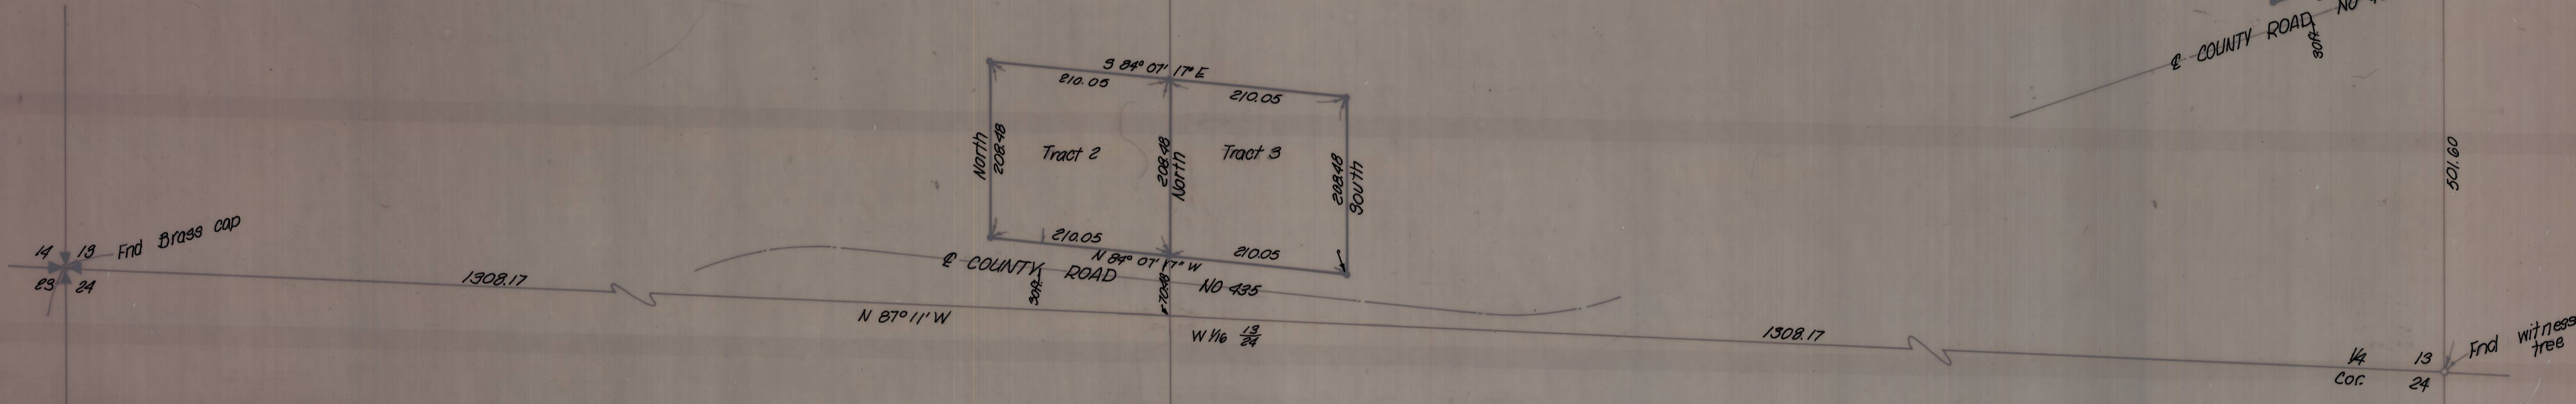 ℄ COUNTY ROAD NO
30ft.
S 84° 07' 17" E
210.05
210.05
North
208.48
Tract 2
208.48
North
Tract 3
208.48
South
501.60
14 13
23 24
Fnd Brass cap
210.05
N 84° 07' 17" W
210.05
℄ COUNTY ROAD NO 435
30ft.
70.48
1308.17
N 87° 11' W
W 1/16 13/24
1308.17
1/4 13
Cor. 24
Fnd witness
tree